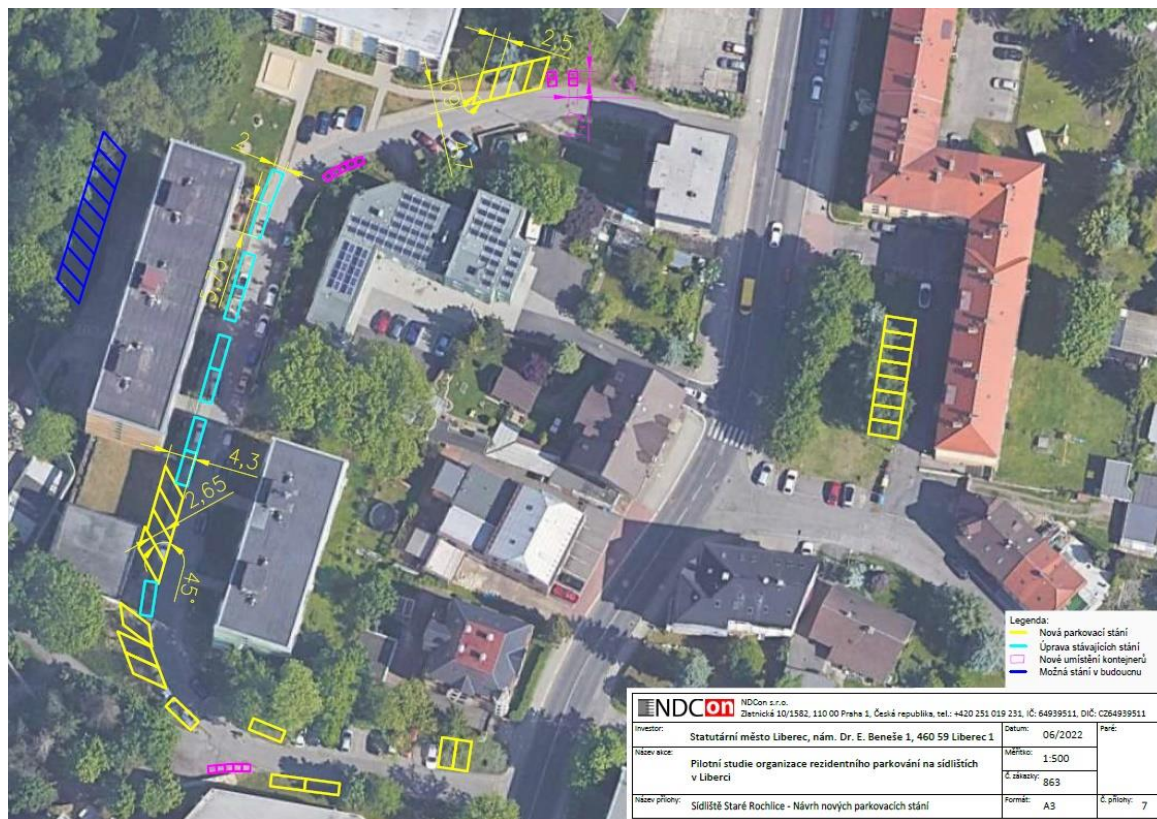 2,5
2
4,3
2,65
45°
Legenda:
Nová parkovací stání
Úprava stávajících stání
Nové umístění kontejnerů
Možná stání v budoucnu
NDCon
NDCon s.r.o.
Zlatnická 10/1582, 110 00 Praha 1, Česká republika, tel.: +420 251 019 231, IČ: 64939511, DIČ: CZ64939511
Investor: Statutární město Liberec, nám. Dr. E. Beneše 1, 460 59 Liberec 1
Datum: 06/2022
Paré:
Název akce: Pilotní studie organizace rezidentního parkování na sídlištích
v Liberci
Měřítko: 1:500
Č. zakázky: 863
Název přílohy: Sídliště Staré Rochlice - Návrh nových parkovacích stání
Formát: A3
Č. přílohy: 7